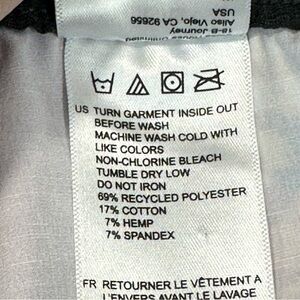 18-B Journey
Aliso Viejo, CA 92656
USA
US TURN GARMENT INSIDE OUT
BEFORE WASH
MACHINE WASH COLD WITH
LIKE COLORS
NON-CHLORINE BLEACH
TUMBLE DRY LOW
DO NOT IRON
69% RECYCLED POLYESTER
17% COTTON
7% HEMP
7% SPANDEX
FR RETOURNER LE VÊTEMENT À
L'ENVERS AVANT LE LAVAGE